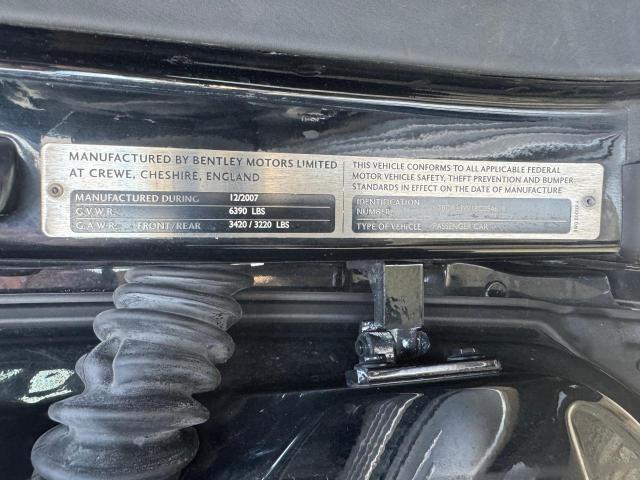 MANUFACTURED BY BENTLEY MOTORS LIMITED
AT CREWE, CHESHIRE, ENGLAND
MANUFACTURED DURING 12/2007
G.V.W.R. 6390 LBS
G.A.W.R. FRONT/REAR 3420 / 3220 LBS
THIS VEHICLE CONFORMS TO ALL APPLICABLE FEDERAL
MOTOR VEHICLE SAFETY, THEFT PREVENTION AND BUMPER
STANDARDS IN EFFECT ON THE DATE OF MANUFACTURE
IDENTIFICATION
NUMBER
TYPE OF VEHICLE PASSENGER CAR